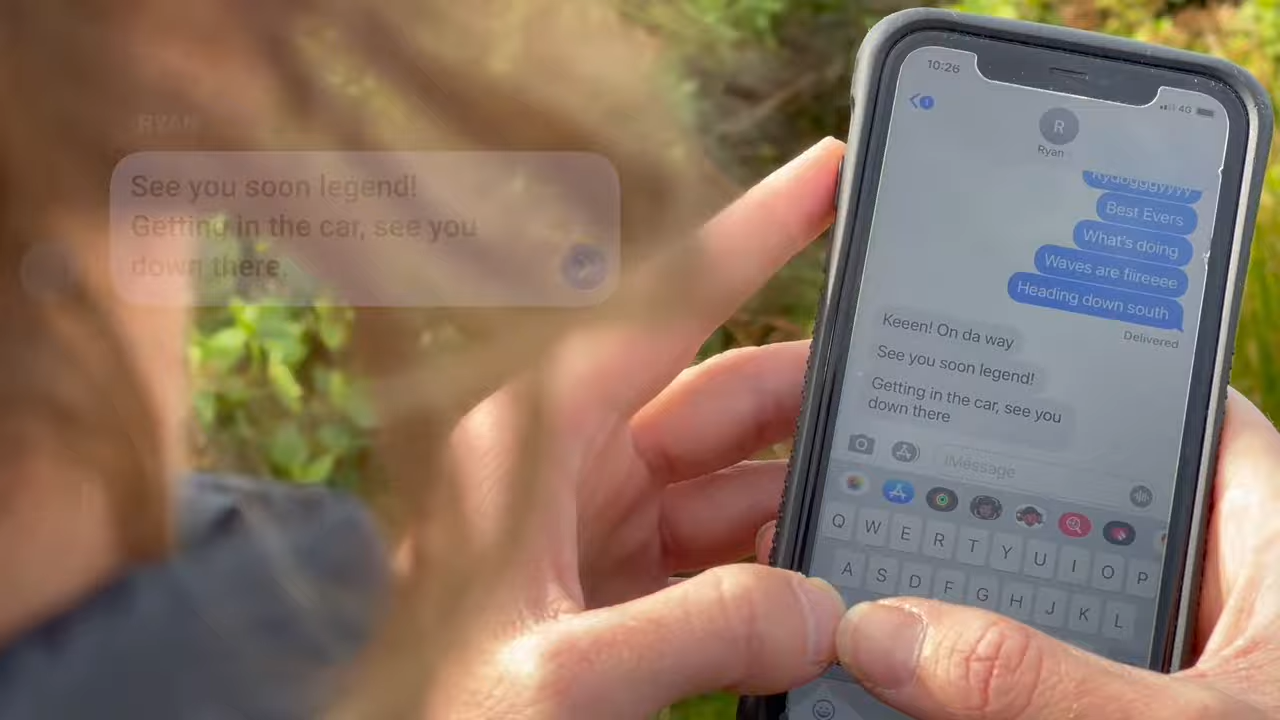 RYAN
See you soon legend!
Getting in the car, see you
down there.
10:26
4G
R
Ryan
Best Evers
What's doing
Waves are fiireeee
Heading down south
Delivered
Keeen! On da way
See you soon legend!
Getting in the car, see you
down there
iMessage
Q W E R T Y U I O P
A S D F G H J K L